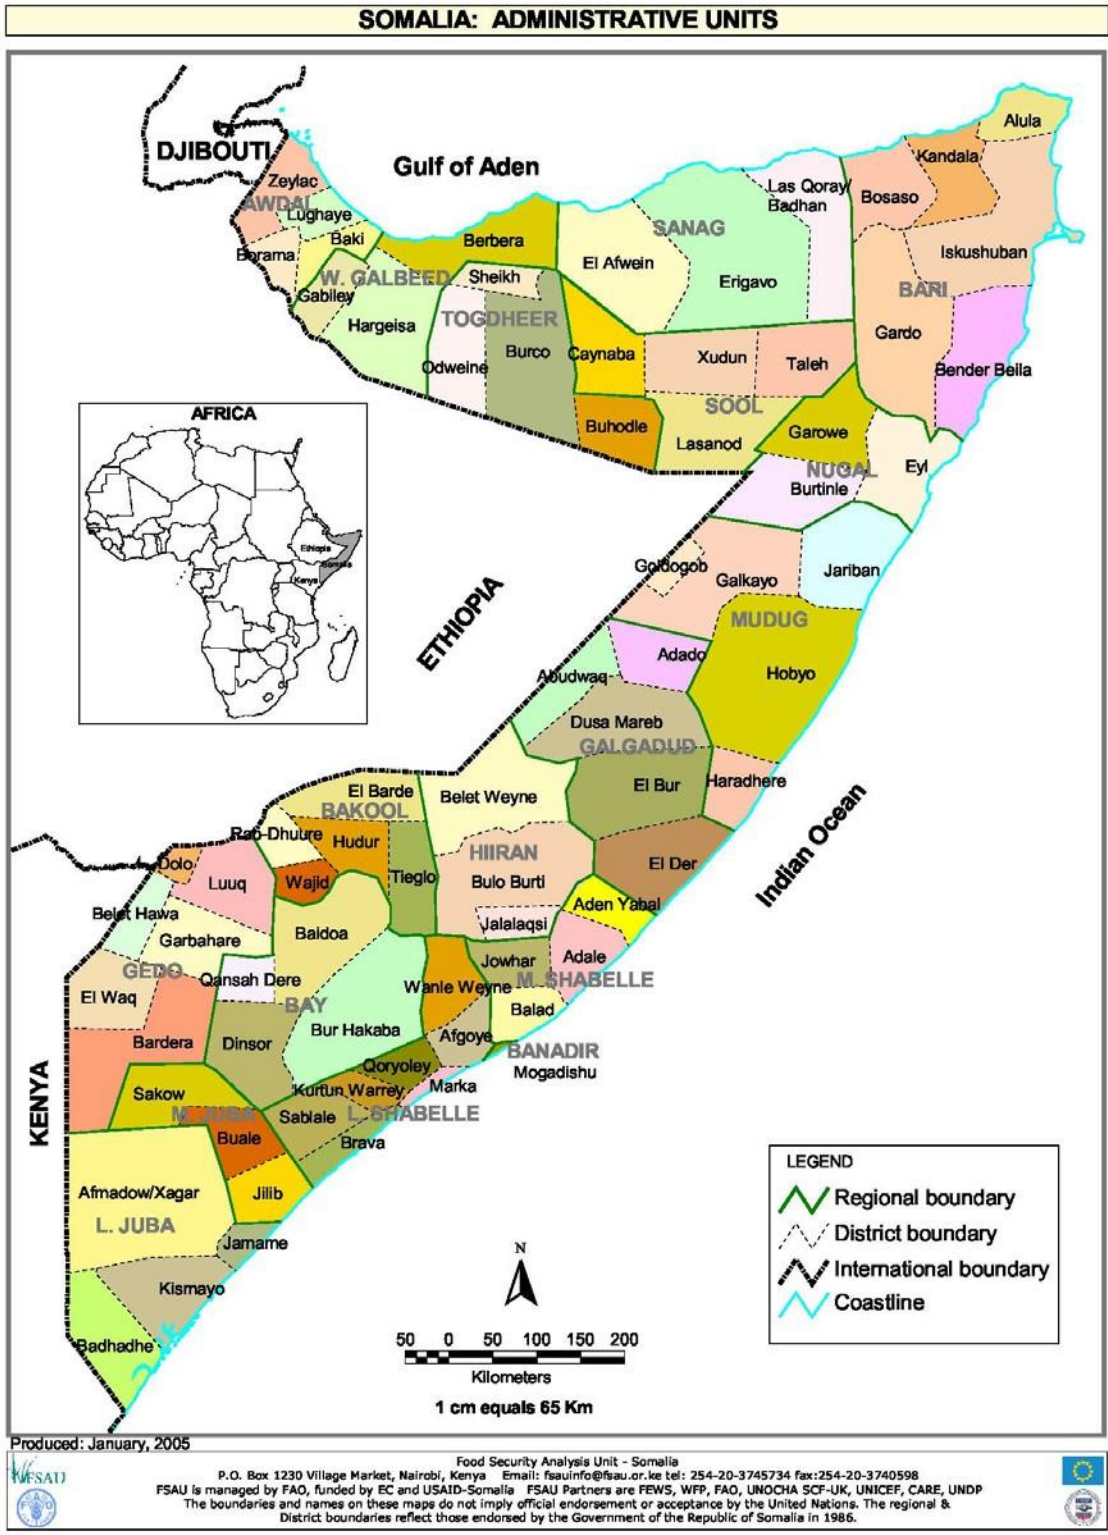 SOMALIA: ADMINISTRATIVE UNITS
DJIBOUTI
Gulf of Aden
Alula
Kandala
Zeylac
AWDAL
Lughaye
Las Qoray/
Badhan
Bosaso
SANAG
Borama
Baki
Berbera
Iskushuban
W. GALBEED
Sheikh
El Afwein
Erigavo
BARI
Gabiley
Hargeisa
TOGDHEER
Gardo
Odweine
Burco
Caynaba
Xudun
Taleh
Bender Beila
SOOL
Buhodle
Lasanod
Garowe
NUGAL
Eyl
Burtinle
AFRICA
Ethiopia
Somalia
Kenya
Goldogob
Galkayo
Jariban
ETHIOPIA
MUDUG
Adado
Hobyo
Abudwaq
Dusa Mareb
GALGADUD
El Barde
BAKOOL
Belet Weyne
El Bur
Haradhere
Rab-Dhuure
Hudur
HIIRAN
Indian Ocean
Dolo
Luuq
Wajid
Tieglo
Bulo Burti
El Der
Belet Hawa
Aden Yabal
Garbahare
Baidoa
Jalalaqsi
GEDO
Qansah Dere
Jowhar
Adale
M. SHABELLE
El Waq
BAY
Wanle Weyne
Balad
Bardera
Dinsor
Bur Hakaba
Afgoye
BANADIR
Mogadishu
KENYA
Qoryoley
Sakow
Kurtun Warrey
Marka
M. JUBA
Sablale
L. SHABELLE
Buale
Brava
Afmadow/Xagar
Jilib
L. JUBA
Jamame
Kismayo
Badhadhe
LEGEND
Regional boundary
District boundary
International boundary
Coastline
N
50 0 50 100 150 200
Kilometers
1 cm equals 65 Km
Produced: January, 2005
FSAU
Food Security Analysis Unit - Somalia
P.O. Box 1230 Village Market, Nairobi, Kenya Email: fsauinfo@fsau.or.ke tel: 254-20-3745734 fax:254-20-3740598
FSAU is managed by FAO, funded by EC and USAID-Somalia FSAU Partners are FEWS, WFP, FAO, UNOCHA SCF-UK, UNICEF, CARE, UNDP
The boundaries and names on these maps do not imply official endorsement or acceptance by the United Nations. The regional &
District boundaries reflect those endorsed by the Government of the Republic of Somalia in 1986.